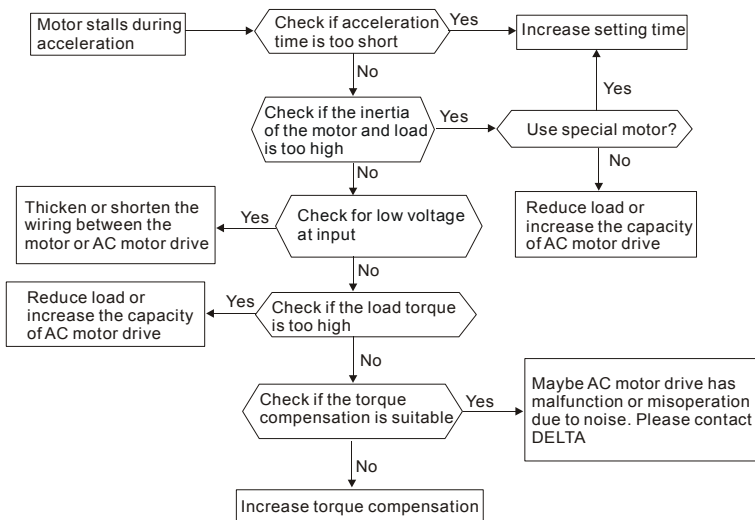 Motor stalls during
acceleration
Check if acceleration
time is too short
Yes
Increase setting time
No
Yes
Check if the inertia
of the motor and load
is too high
Yes
Use special motor?
No
No
Thicken or shorten the
wiring between the
motor or AC motor drive
Yes
Check for low voltage
at input
Reduce load or
increase the capacity
of AC motor drive
No
Reduce load or
increase the capacity
of AC motor drive
Yes
Check if the load torque
is too high
No
Check if the torque
compensation is suitable
Yes
Maybe AC motor drive has
malfunction or misoperation
due to noise. Please contact
DELTA
No
Increase torque compensation